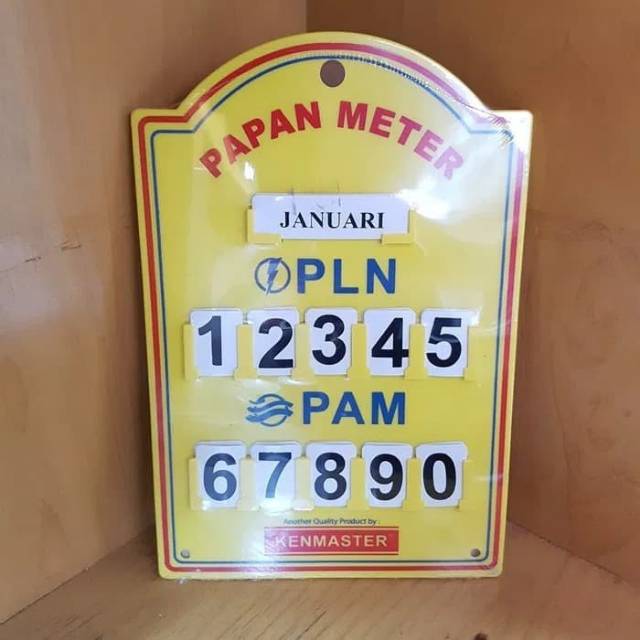 PAPAN METER
JANUARI
PLN
12345
PAM
67890
Another Quality Product by :
KENMASTER